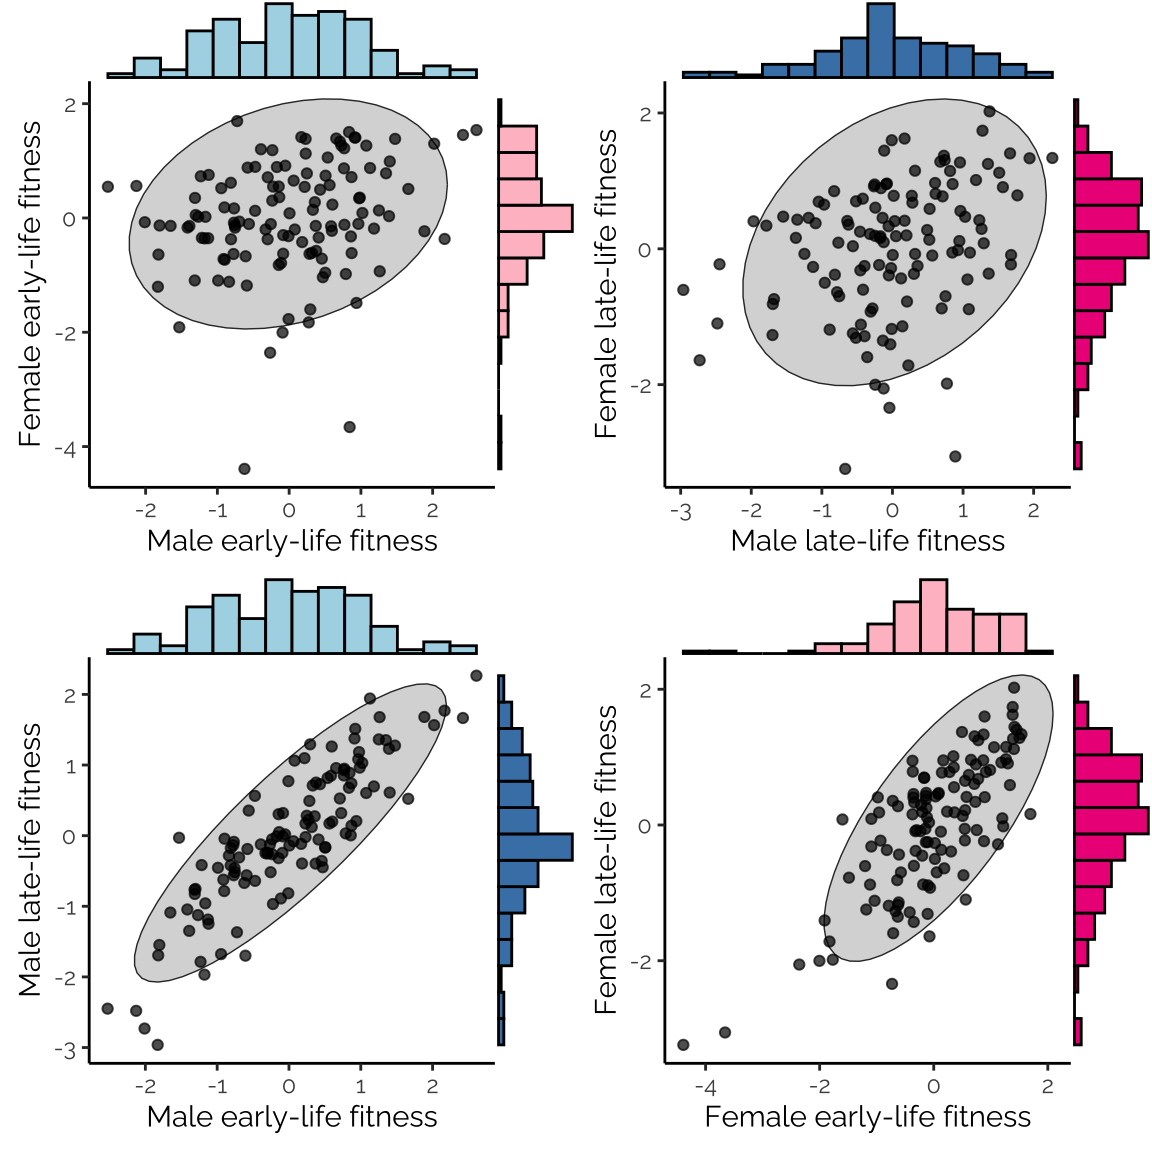 2
0
-2
-4
Female early-life fitness
-2 -1 0 1 2
Male early-life fitness
2
0
-2
Female late-life fitness
-3 -2 -1 0 1 2
Male late-life fitness
2
1
0
-1
-2
-3
Male late-life fitness
-2 -1 0 1 2
Male early-life fitness
2
0
-2
Female late-life fitness
-4 -2 0 2
Female early-life fitness